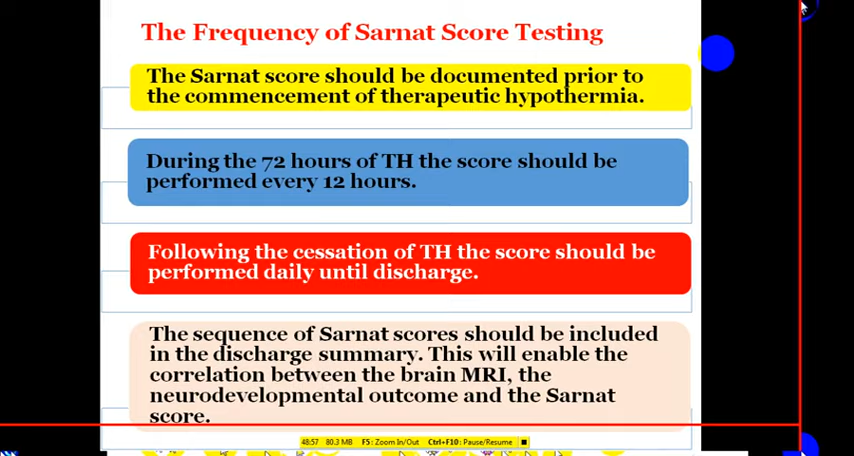 The Frequency of Sarnat Score Testing
The Sarnat score should be documented prior to
the commencement of therapeutic hypothermia.
During the 72 hours of TH the score should be
performed every 12 hours.
Following the cessation of TH the score should be
performed daily until discharge.
The sequence of Sarnat scores should be included
in the discharge summary. This will enable the
correlation between the brain MRI, the
neurodevelopmental outcome and the Sarnat
score.
48:57 80.3 MB F5: Zoom In/Out Ctrl+F10: Pause/Resume